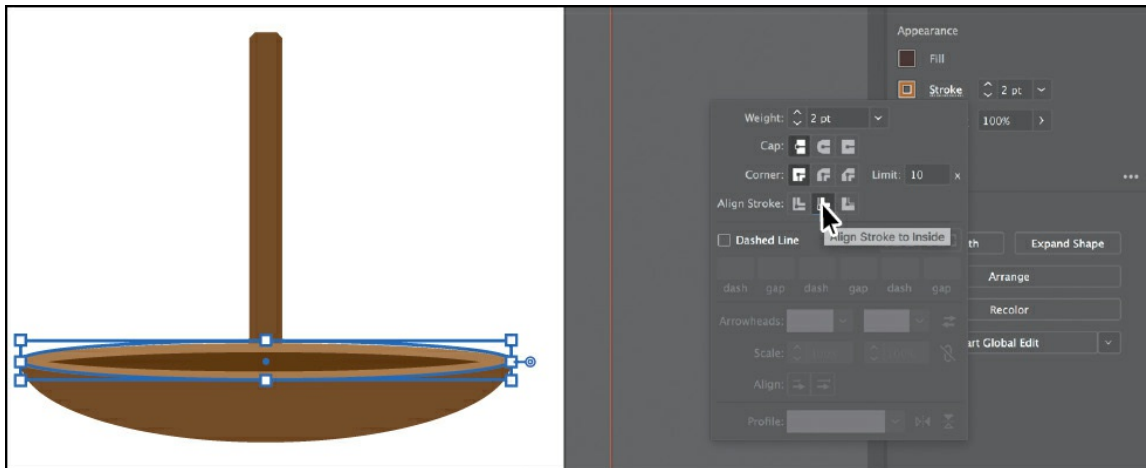 Appearance
Fill
Stroke 2 pt
100%
Weight: 2 pt
Cap:
Corner: Limit: 10 x
Align Stroke:
Align Stroke to Inside
Dashed Line
dash gap dash gap dash gap
Arrowheads:
Scale:
Align:
Profile:
th Expand Shape
Arrange
Recolor
art Global Edit